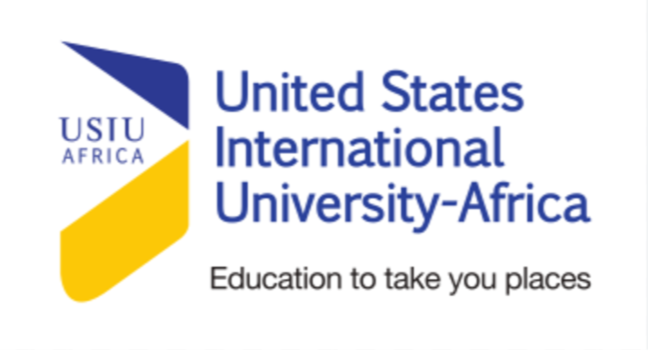 USIU
AFRICA
United States
International
University-Africa
Education to take you places